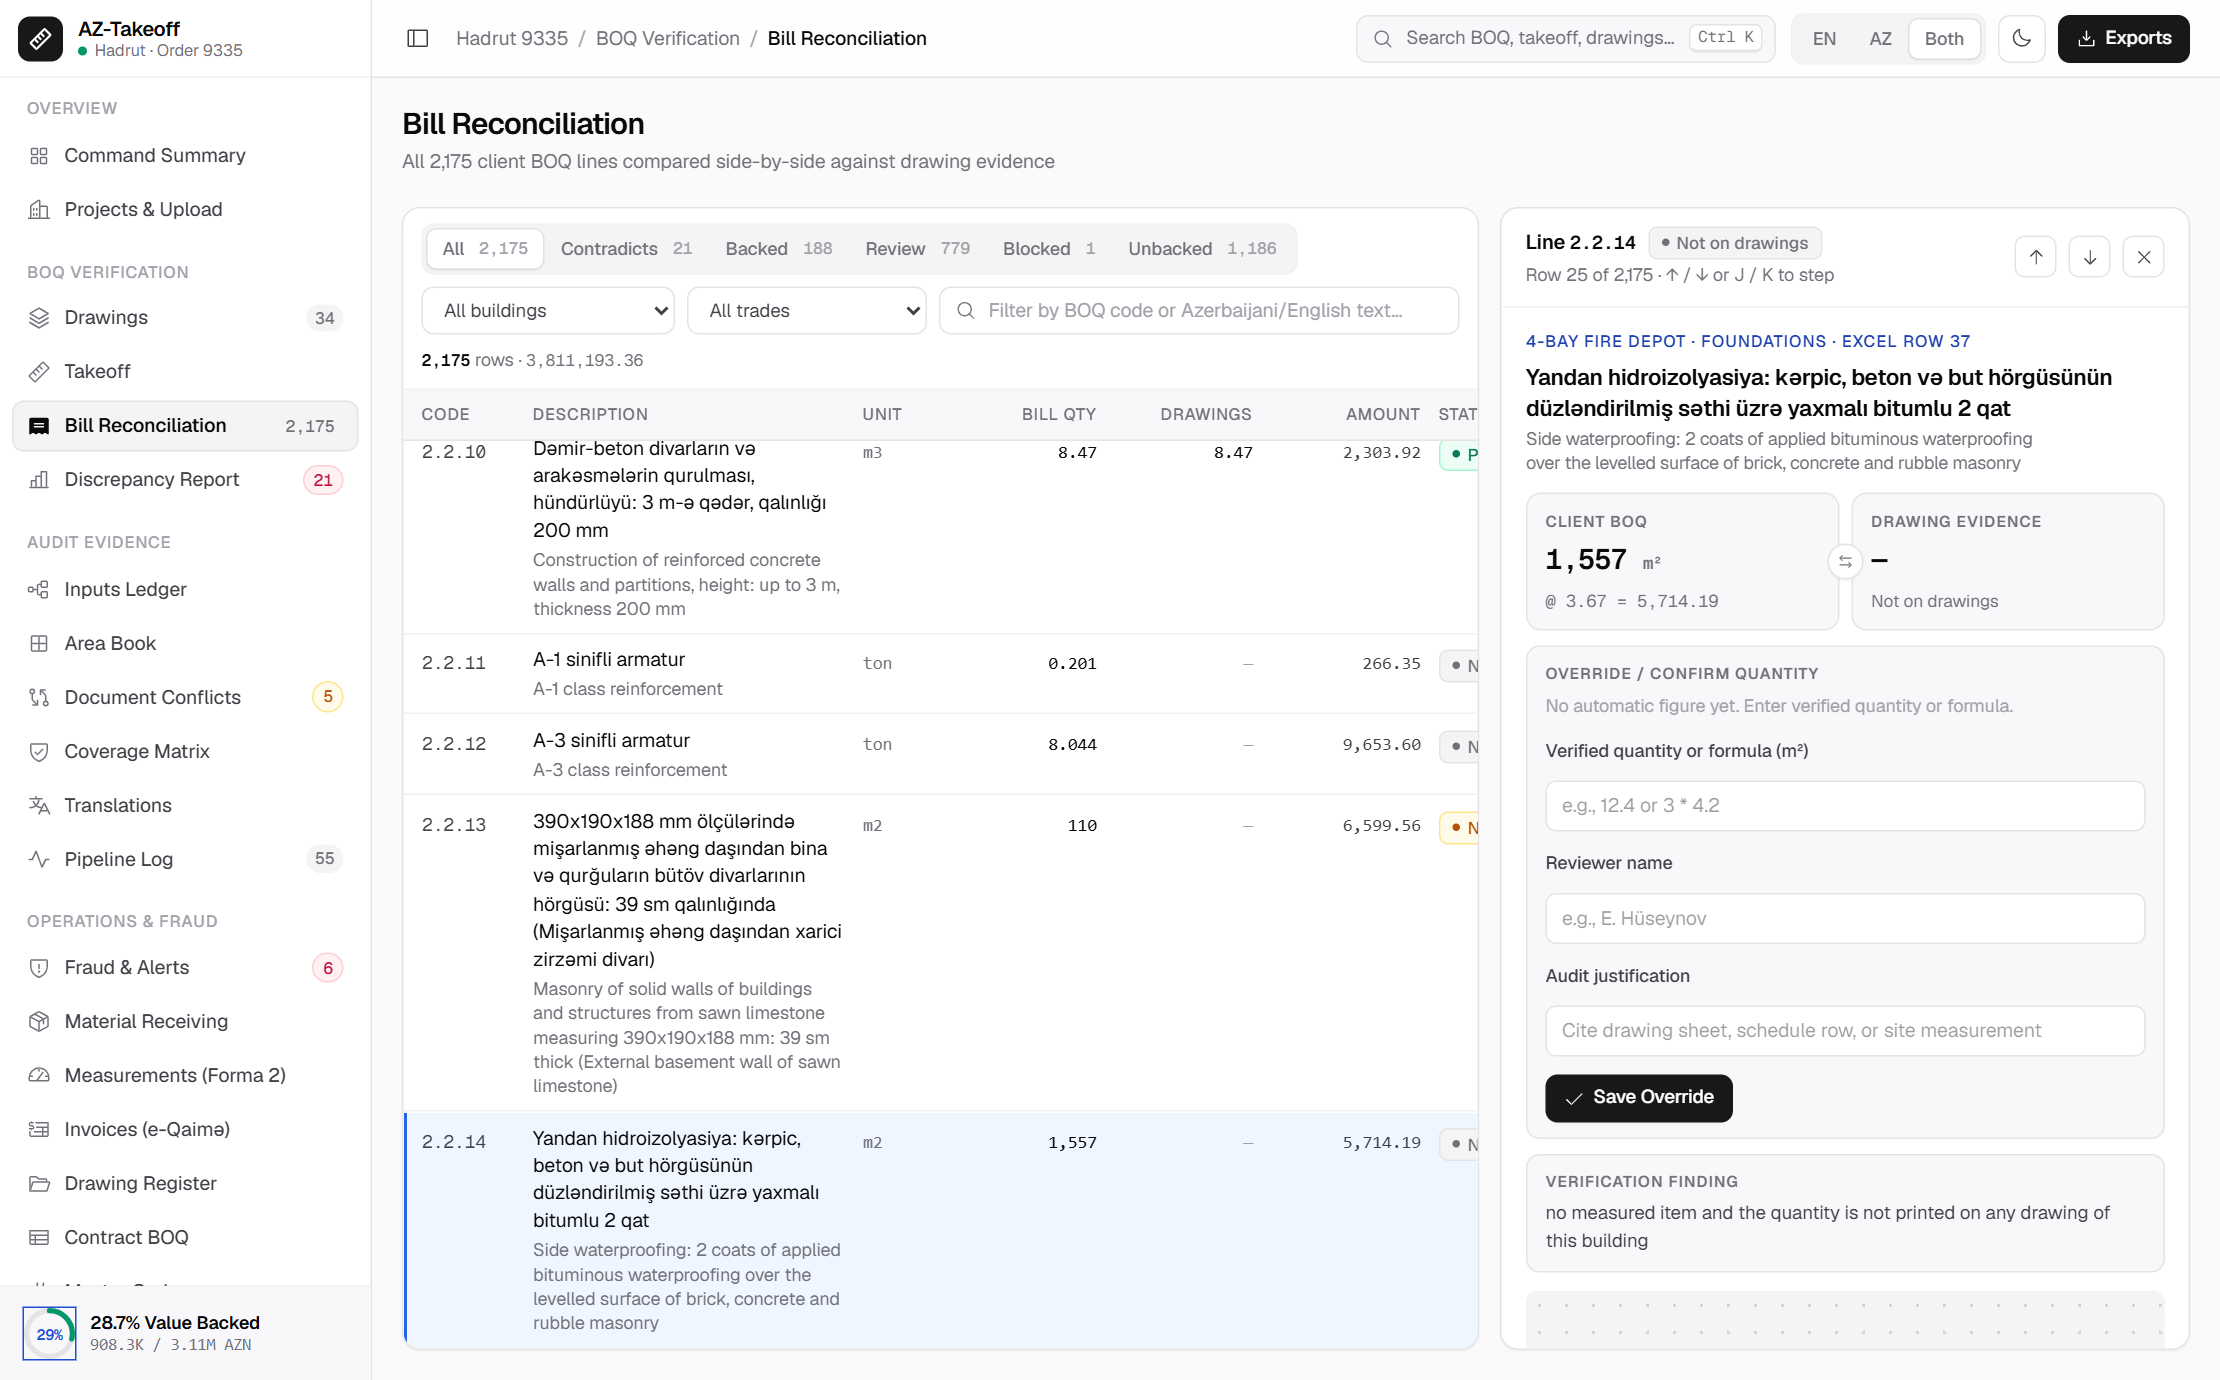 AZ-Takeoff
Hadrut · Order 9335
OVERVIEW
Command Summary
Projects & Upload
BOQ VERIFICATION
Drawings 34
Takeoff
Bill Reconciliation 2,175
Discrepancy Report 21
AUDIT EVIDENCE
Inputs Ledger
Area Book
Document Conflicts 5
Coverage Matrix
Translations
Pipeline Log 55
OPERATIONS & FRAUD
Fraud & Alerts 6
Material Receiving
Measurements (Forma 2)
Invoices (e-Qaimə)
Drawing Register
Contract BOQ
29%
28.7% Value Backed
908.3K / 3.11M AZN
Hadrut 9335 / BOQ Verification / Bill Reconciliation
Search BOQ, takeoff, drawings... Ctrl K
EN AZ Both
Exports
Bill Reconciliation
All 2,175 client BOQ lines compared side-by-side against drawing evidence
All 2,175 Contradicts 21 Backed 188 Review 779 Blocked 1 Unbacked 1,186
All buildings All trades Filter by BOQ code or Azerbaijani/English text...
2,175 rows · 3,811,193.36
CODE DESCRIPTION UNIT BILL QTY DRAWINGS AMOUNT STAT
2.2.10 Dəmir-beton divarların və m3 8.47 8.47 2,303.92 P
arakəsmələrin qurulması,
hündürlüyü: 3 m-ə qədər, qalınlığı
200 mm
Construction of reinforced concrete
walls and partitions, height: up to 3 m,
thickness 200 mm
2.2.11 A-1 sinifli armatur ton 0.201 — 266.35 N
A-1 class reinforcement
2.2.12 A-3 sinifli armatur ton 8.044 — 9,653.60 N
A-3 class reinforcement
2.2.13 390x190x188 mm ölçülərində m2 110 — 6,599.56 N
mişarlanmış əhəng daşından bina
və qurğuların bütöv divarlarının
hörgüsü: 39 sm qalınlığında
(Mişarlanmış əhəng daşından xarici
zirzəmi divarı)
Masonry of solid walls of buildings
and structures from sawn limestone
measuring 390x190x188 mm: 39 sm
thick (External basement wall of sawn
limestone)
2.2.14 Yandan hidroizolyasiya: kərpic, m2 1,557 — 5,714.19 N
beton və but hörgüsünün
düzləndirilmiş səthi üzrə yaxmalı
bitumlu 2 qat
Side waterproofing: 2 coats of applied
bituminous waterproofing over the
levelled surface of brick, concrete and
rubble masonry
Line 2.2.14 Not on drawings
Row 25 of 2,175 · ↑ / ↓ or J / K to step
4-BAY FIRE DEPOT · FOUNDATIONS · EXCEL ROW 37
Yandan hidroizolyasiya: kərpic, beton və but hörgüsünün
düzləndirilmiş səthi üzrə yaxmalı bitumlu 2 qat
Side waterproofing: 2 coats of applied bituminous waterproofing
over the levelled surface of brick, concrete and rubble masonry
CLIENT BOQ
1,557 m²
@ 3.67 = 5,714.19
DRAWING EVIDENCE
—
Not on drawings
OVERRIDE / CONFIRM QUANTITY
No automatic figure yet. Enter verified quantity or formula.
Verified quantity or formula (m²)
e.g., 12.4 or 3 * 4.2
Reviewer name
e.g., E. Hüseynov
Audit justification
Cite drawing sheet, schedule row, or site measurement
Save Override
VERIFICATION FINDING
no measured item and the quantity is not printed on any drawing of
this building